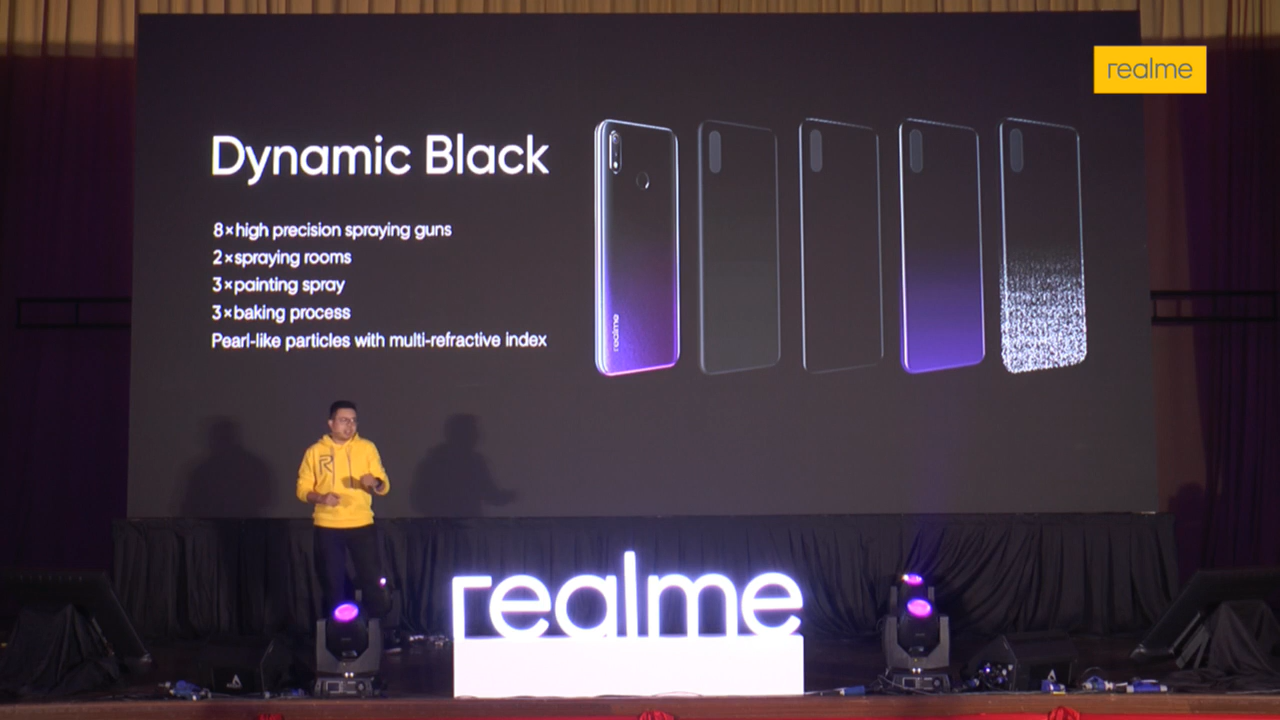 realme
Dynamic Black
8×high precision spraying guns
2×spraying rooms
3×painting spray
3×baking process
Pearl-like particles with multi-refractive index
realme
R
realme